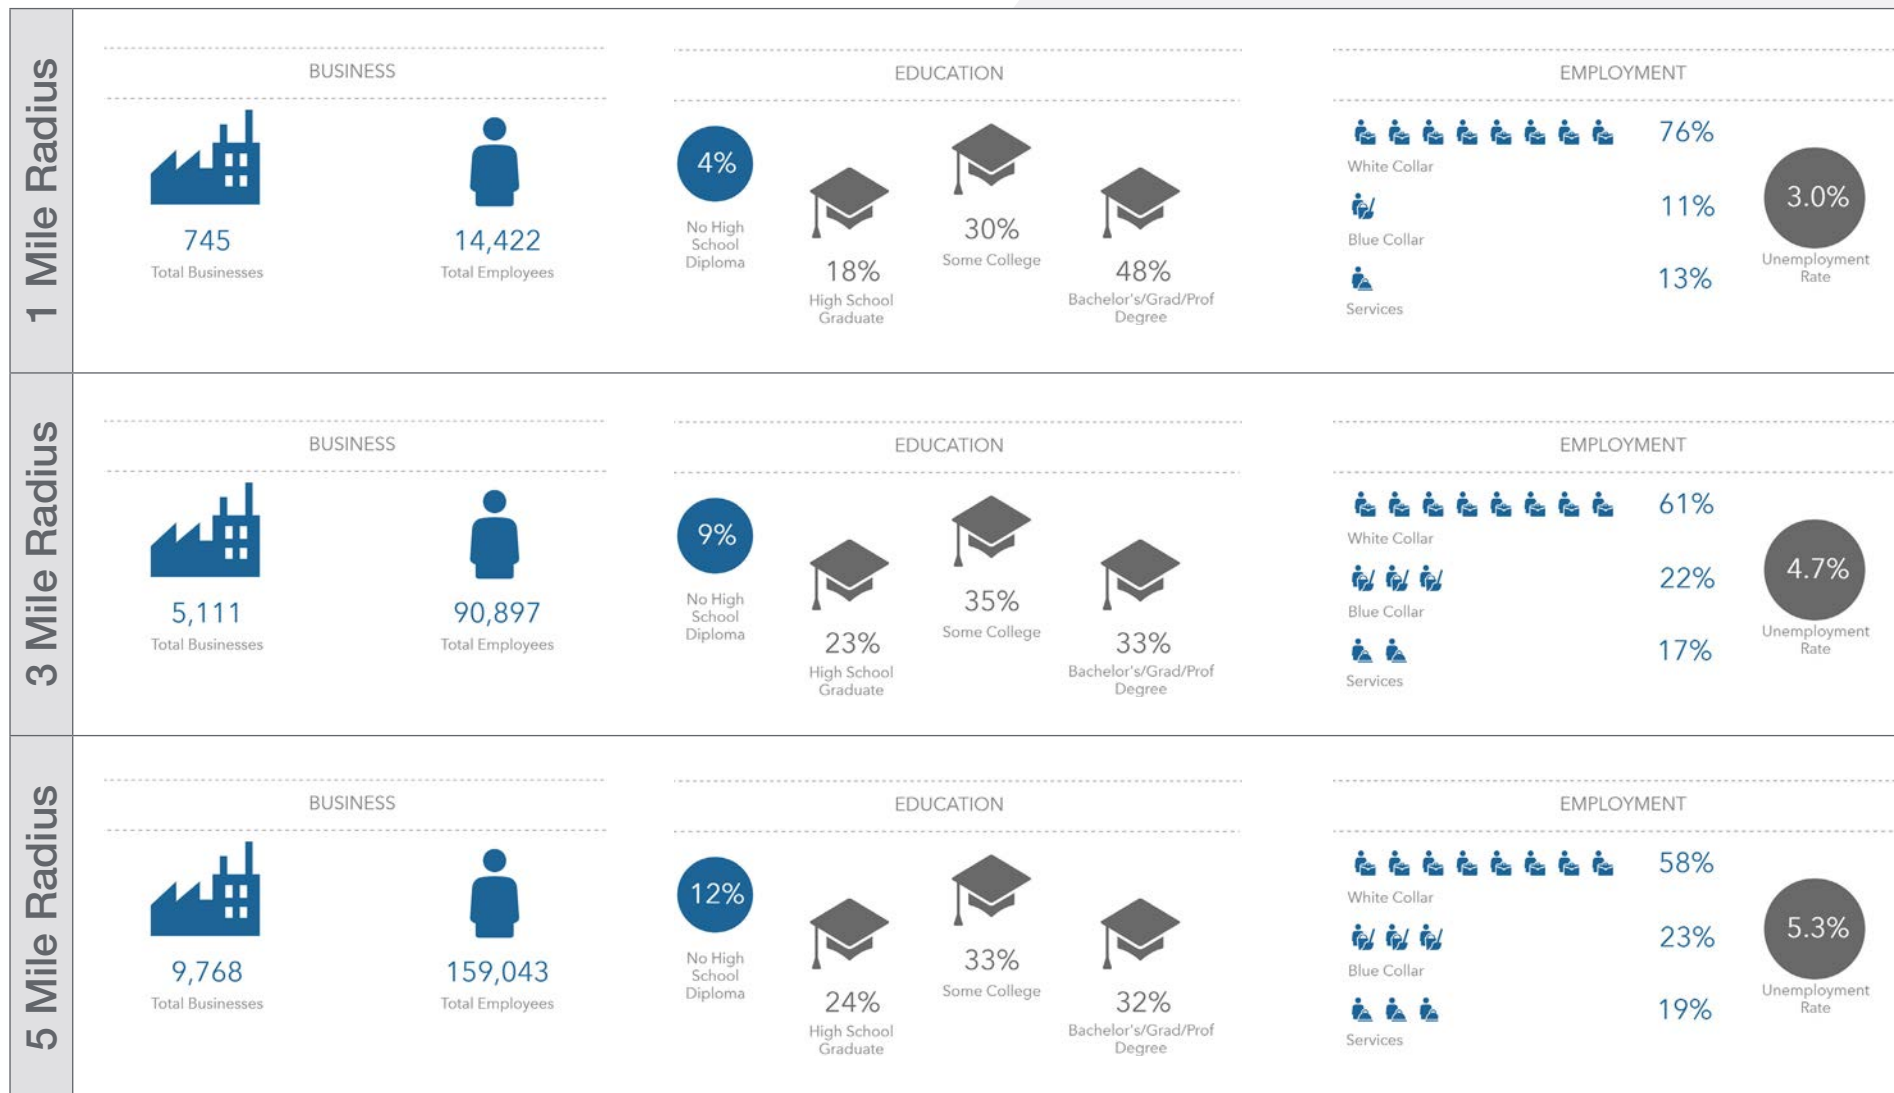 1 Mile Radius
BUSINESS
745
Total Businesses
14,422
Total Employees
EDUCATION
4%
No High
School
Diploma
18%
High School
Graduate
30%
Some College
48%
Bachelor's/Grad/Prof
Degree
EMPLOYMENT
76%
White Collar
11%
Blue Collar
13%
Services
3.0%
Unemployment
Rate
3 Mile Radius
BUSINESS
5,111
Total Businesses
90,897
Total Employees
EDUCATION
9%
No High
School
Diploma
23%
High School
Graduate
35%
Some College
33%
Bachelor's/Grad/Prof
Degree
EMPLOYMENT
61%
White Collar
22%
Blue Collar
17%
Services
4.7%
Unemployment
Rate
5 Mile Radius
BUSINESS
9,768
Total Businesses
159,043
Total Employees
EDUCATION
12%
No High
School
Diploma
24%
High School
Graduate
33%
Some College
32%
Bachelor's/Grad/Prof
Degree
EMPLOYMENT
58%
White Collar
23%
Blue Collar
19%
Services
5.3%
Unemployment
Rate